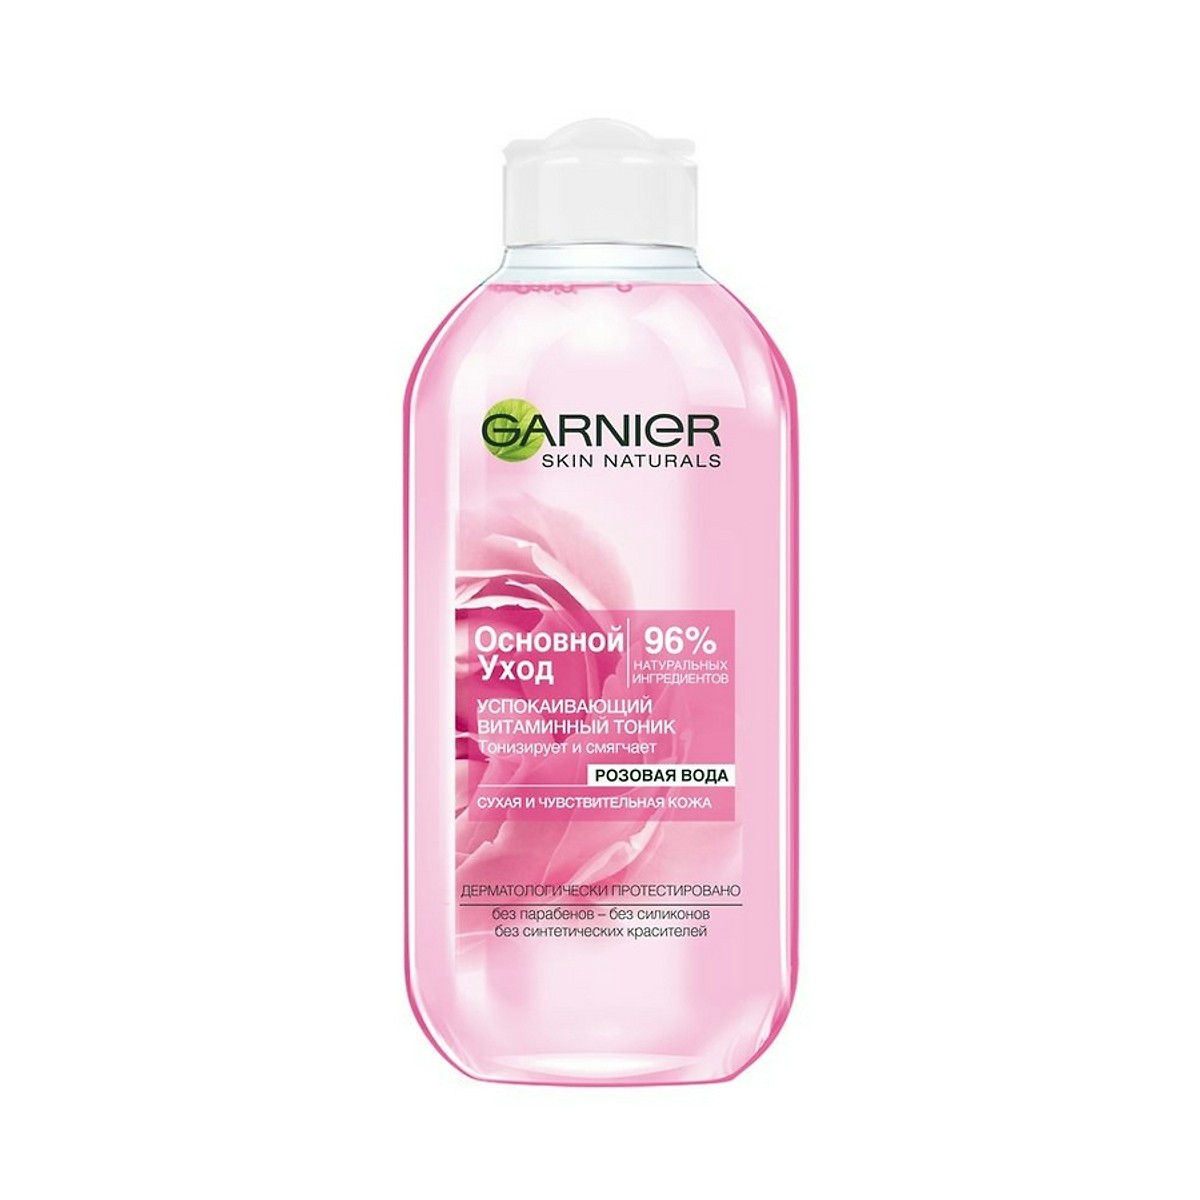 GARNIER
SKIN NATURALS
Основной
Уход
96%
НАТУРАЛЬНЫХ
ИНГРЕДИЕНТОВ
УСПОКАИВАЮЩИЙ
ВИТАМИННЫЙ ТОНИК
Тонизирует и смягчает
РОЗОВАЯ ВОДА
СУХАЯ И ЧУВСТВИТЕЛЬНАЯ КОЖА
ДЕРМАТОЛОГИЧЕСКИ ПРОТЕСТИРОВАНО
без парабенов – без силиконов
без синтетических красителей